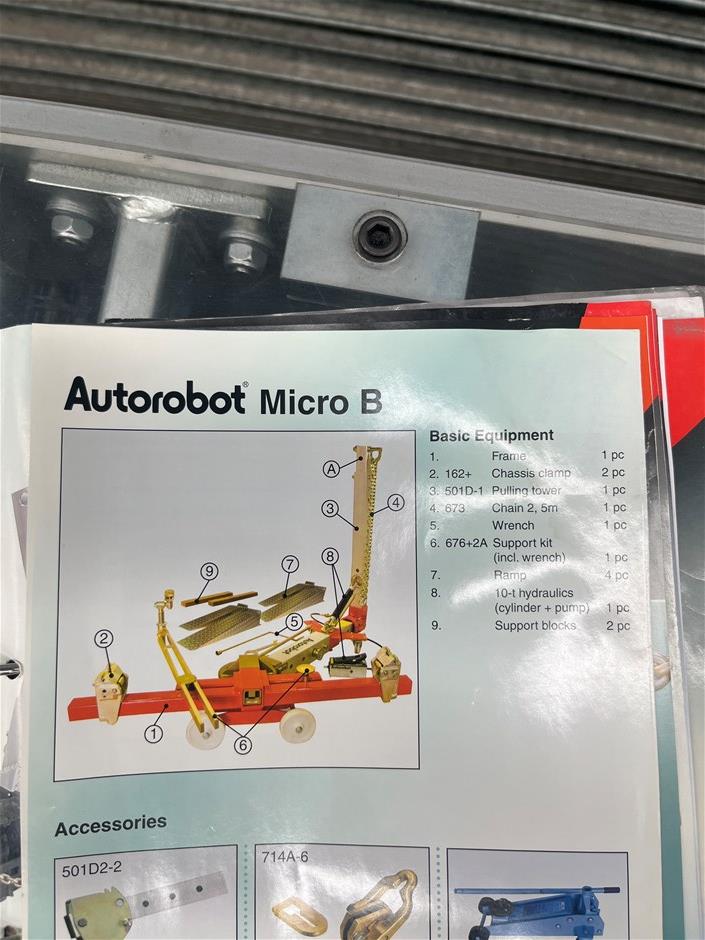 Autorobot® Micro B
Basic Equipment
1. Frame 1 pc
2. 162+ Chassis clamp 2 pc
3. 501D-1 Pulling tower 1 pc
4. 673 Chain 2, 5m 1 pc
5. Wrench 1 pc
6. 676+2A Support kit
(incl. wrench) 1 pc
7. Ramp 4 pc
8. 10-t hydraulics
(cylinder + pump) 1 pc
9. Support blocks 2 pc
A
4
3
8
7
9
5
2
Autorobot
1
6
Accessories
501D2-2
714A-6